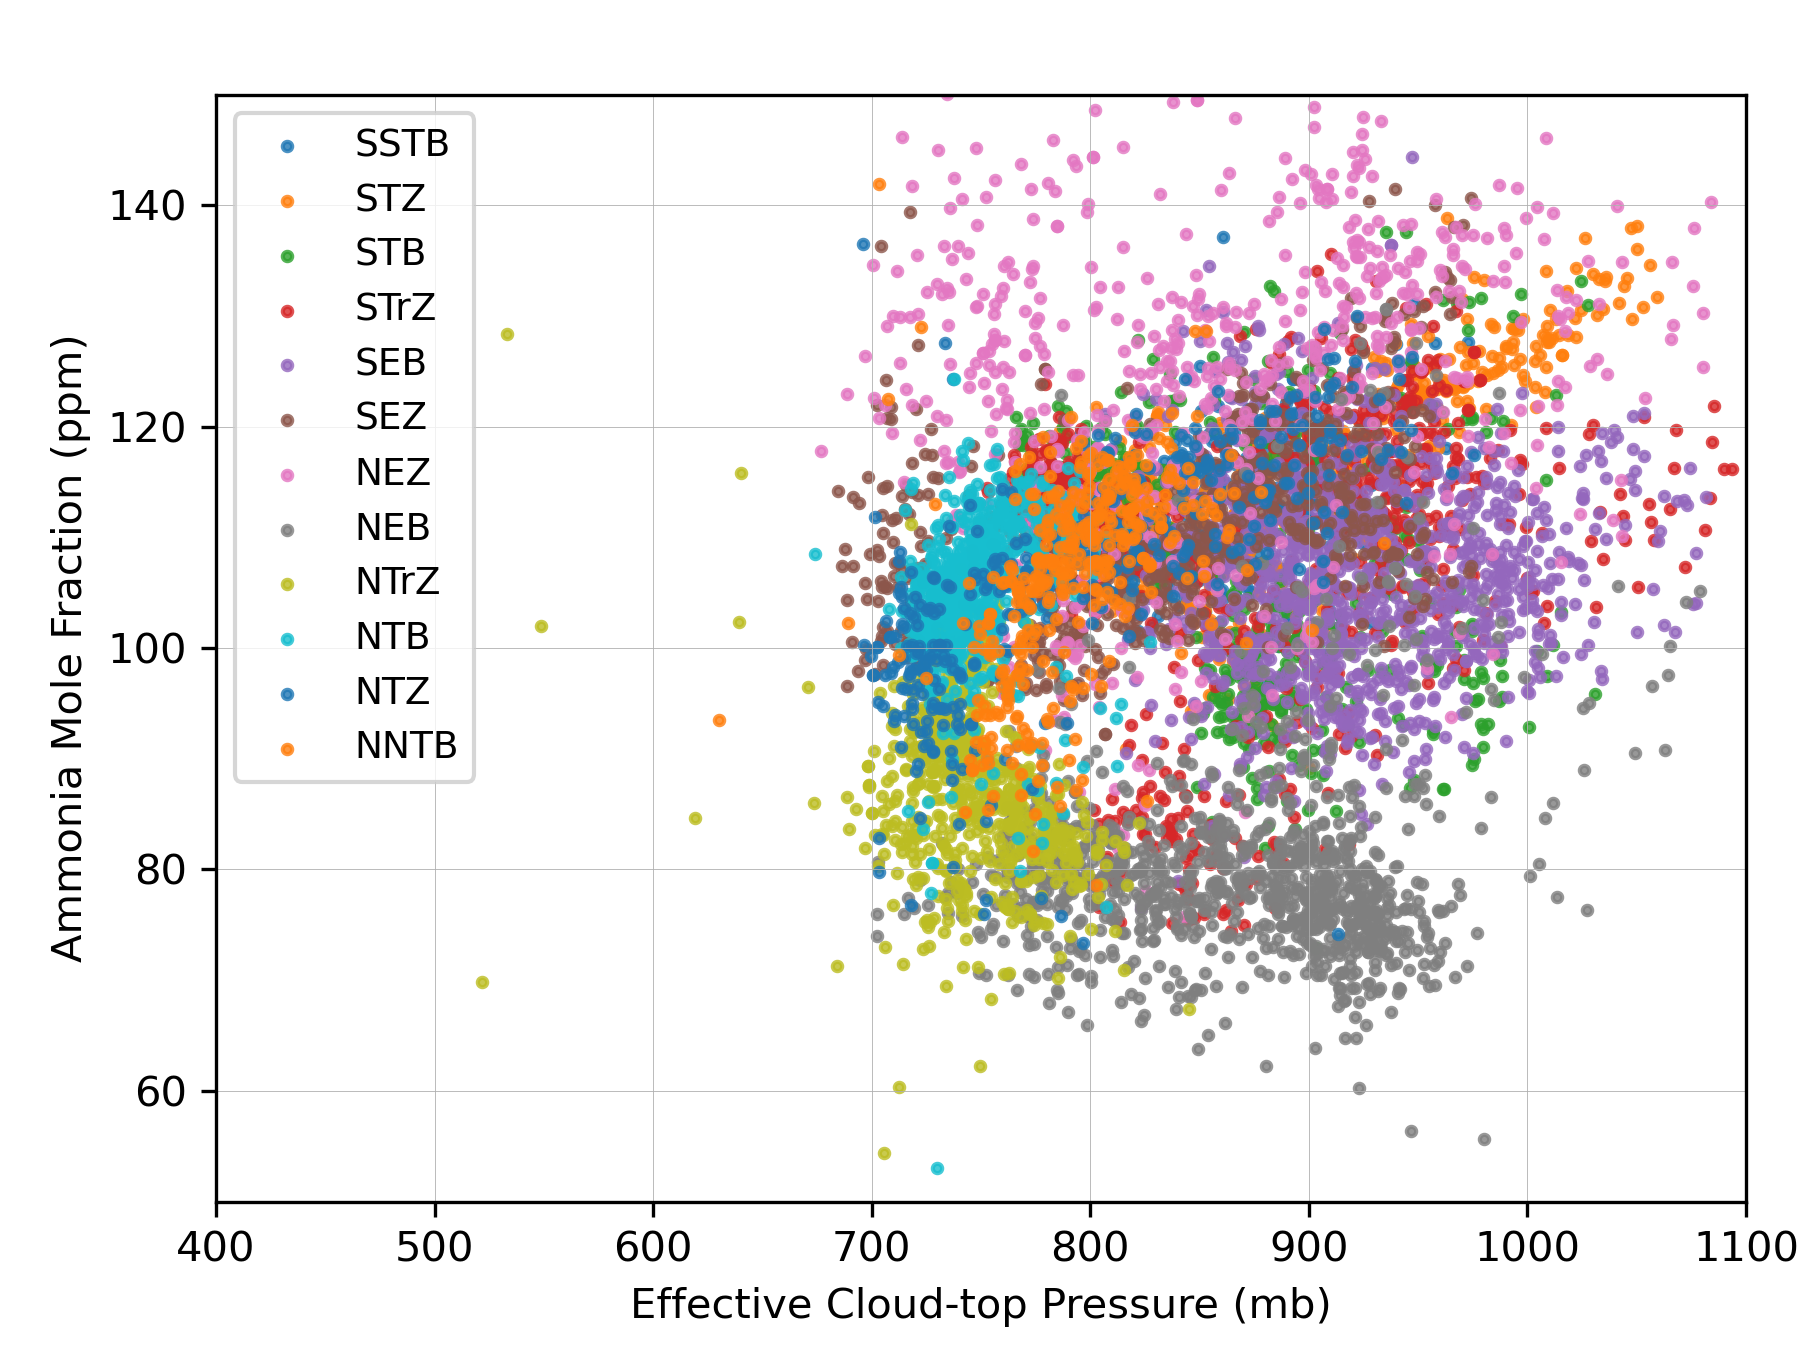 SSTB
STZ
STB
STrZ
SEB
SEZ
NEZ
NEB
NTrZ
NTB
NTZ
NNTB
140
120
100
80
60
Ammonia Mole Fraction (ppm)
400 500 600 700 800 900 1000 1100
Effective Cloud-top Pressure (mb)